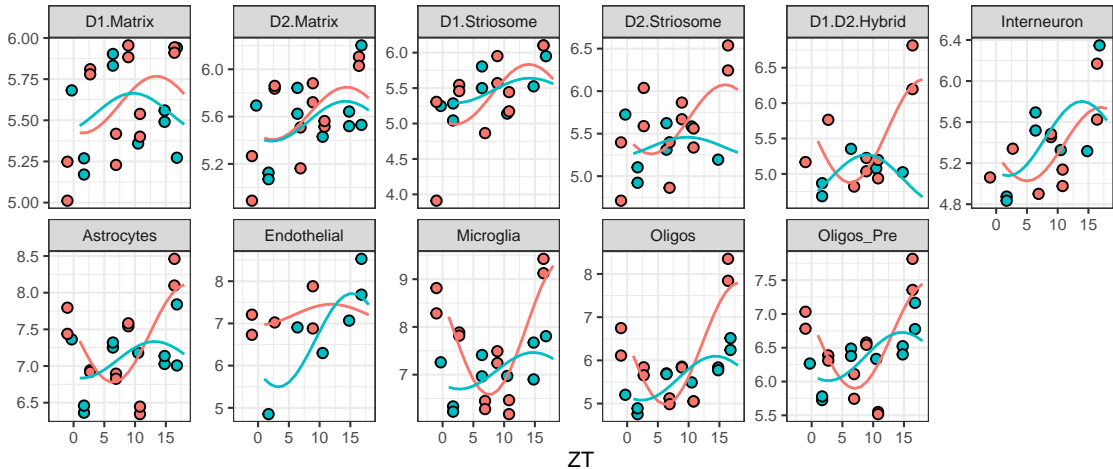 D1.Matrix D2.Matrix D1.Striosome D2.Striosome D1.D2.Hybrid Interneuron
6.00 5.75 5.50 5.25 5.00
6.0 5.6 5.2
6.0 5.5 5.0 4.5 4.0
6.5 6.0 5.5 5.0
6.5 6.0 5.5 5.0
6.0 5.6 5.2 4.8
0 5 10 15
Astrocytes Endothelial Microglia Oligos Oligos_Pre
8.5 8.0 7.5 7.0 6.5
8 7 6 5
9 8 7
8 7 6 5
7.5 7.0 6.5 6.0 5.5
0 5 10 15 0 5 10 15 0 5 10 15 0 5 10 15 0 5 10 15
ZT